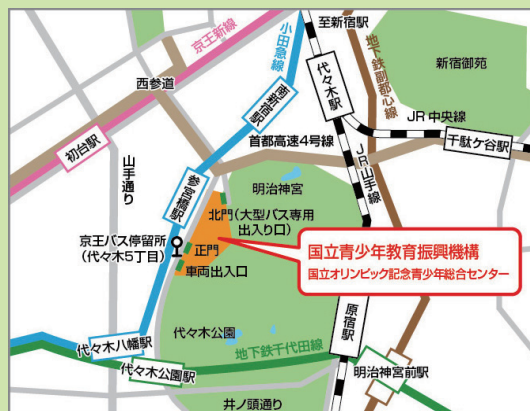 至新宿駅
小田急線
京王新線
地下鉄副都心線
新宿御苑
代々木駅
西参道
南新宿駅
JR中央線
首都高速4号線
千駄ケ谷駅
初台駅
山手通り
JR山手線
参宮橋駅
明治神宮
北門(大型バス専用
出入り口)
京王バス停留所
(代々木5丁目)
正門
車両出入口
国立青少年教育振興機構
国立オリンピック記念青少年総合センター
原宿駅
代々木公園
代々木八幡駅
地下鉄千代田線
代々木公園駅
明治神宮前駅
井ノ頭通り